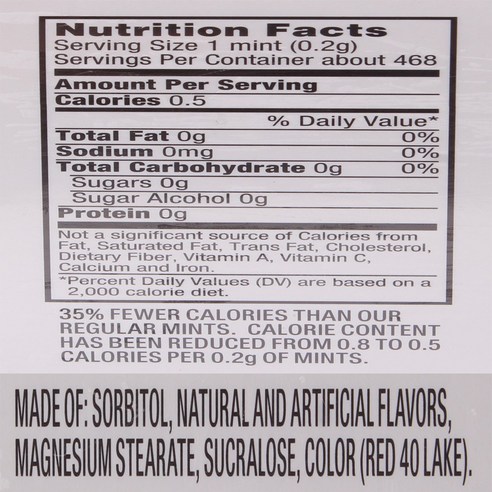 Nutrition Facts
Serving Size 1 mint (0.2g)
Servings Per Container about 468
Amount Per Serving
Calories 0.5
% Daily Value*
Total Fat 0g 0%
Sodium 0mg 0%
Total Carbohydrate 0g 0%
Sugars 0g
Sugar Alcohol 0g
Protein 0g
Not a significant source of Calories from
Fat, Saturated Fat, Trans Fat, Cholesterol,
Dietary Fiber, Vitamin A, Vitamin C,
Calcium and Iron.
*Percent Daily Values (DV) are based on a
2,000 calorie diet.
35% FEWER CALORIES THAN OUR
REGULAR MINTS. CALORIE CONTENT
HAS BEEN REDUCED FROM 0.8 TO 0.5
CALORIES PER 0.2g OF MINTS.
MADE OF: SORBITOL, NATURAL AND ARTIFICIAL FLAVORS,
MAGNESIUM STEARATE, SUCRALOSE, COLOR (RED 40 LAKE).